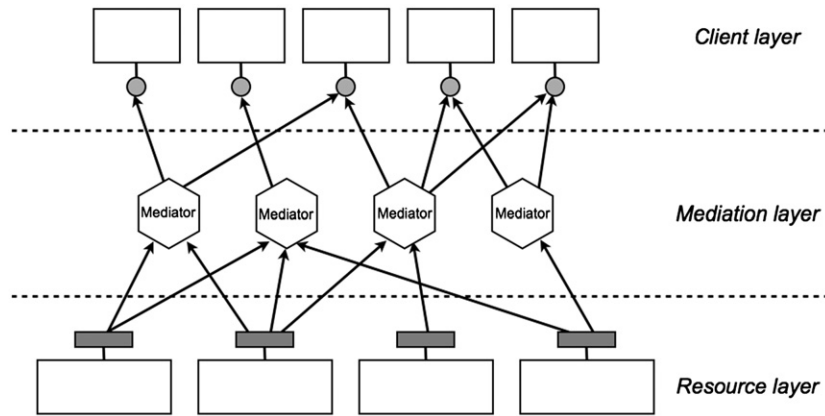 Client layer
Mediator
Mediator
Mediator
Mediator
Mediation layer
Resource layer